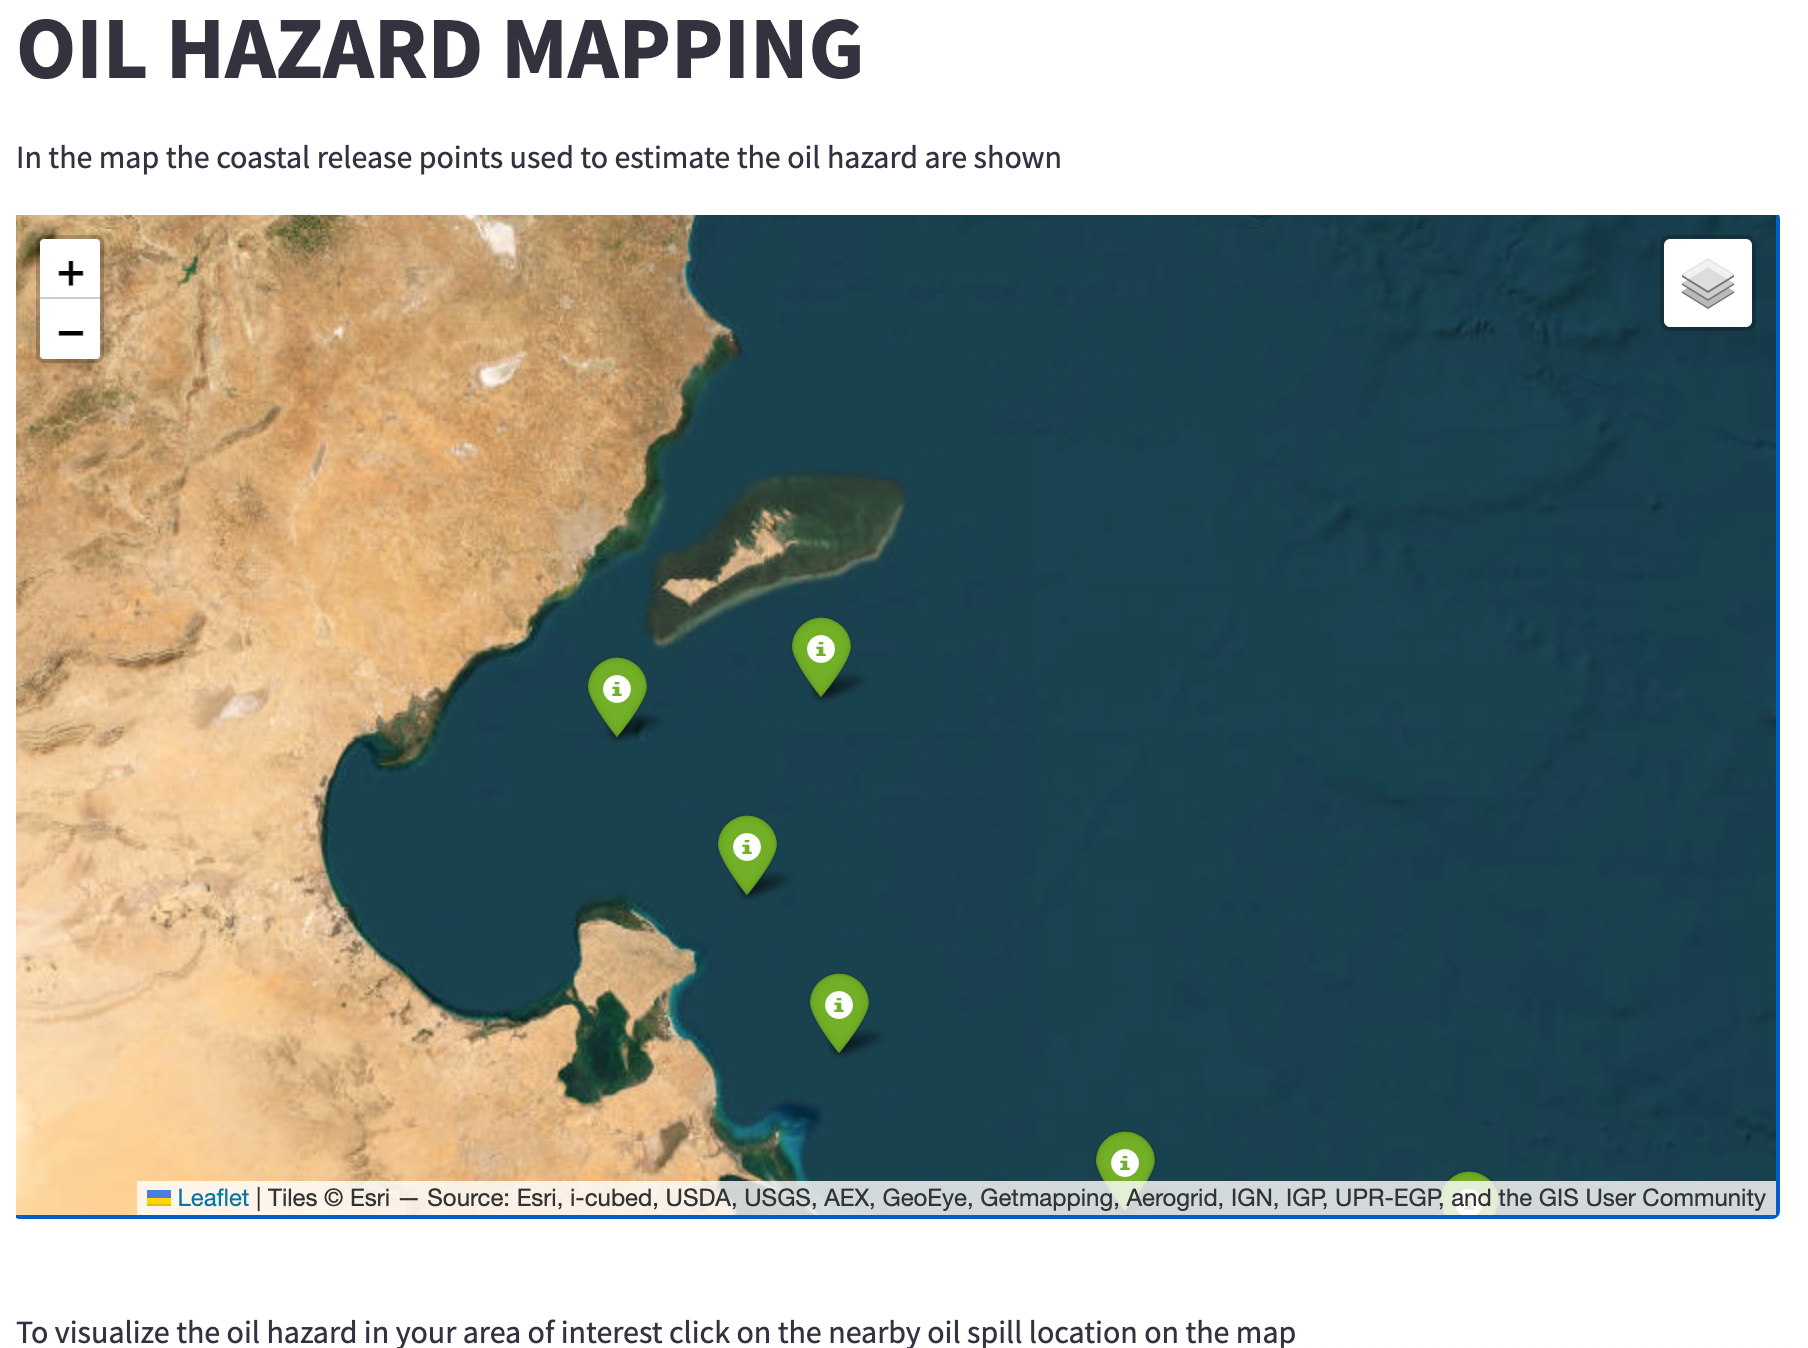 OIL HAZARD MAPPING
In the map the coastal release points used to estimate the oil hazard are shown
+
−
i
i
i
i
i
Leaflet | Tiles © Esri — Source: Esri, i-cubed, USDA, USGS, AEX, GeoEye, Getmapping, Aerogrid, IGN, IGP, UPR-EGP, and the GIS User Community
To visualize the oil hazard in your area of interest click on the nearby oil spill location on the map